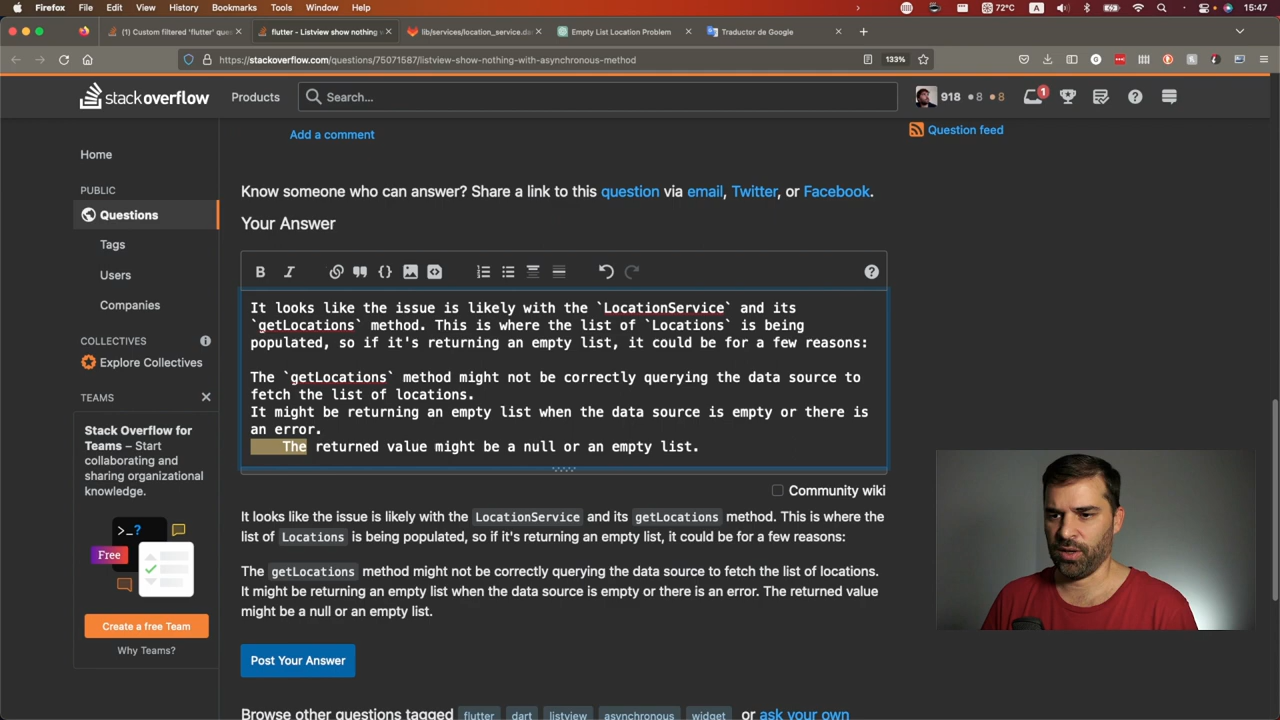 Firefox File Edit View History Bookmarks Tools Window Help 72°C A 15:47
(1) Custom filtered 'flutter' que
flutter - Listview show nothing
lib/services/location_service.da
Empty List Location Problem
Traductor de Google
https://stackoverflow.com/questions/75071587/listview-show-nothing-with-asynchronous-method
133%
stackoverflow Products Search... 918 8 8 1
Home
PUBLIC
Questions
Tags
Users
Companies
COLLECTIVES
Explore Collectives
TEAMS
Stack Overflow for
Teams – Start
collaborating and
sharing organizational
knowledge.
>_?
Free
Create a free Team
Why Teams?
Add a comment
Question feed
Know someone who can answer? Share a link to this question via email, Twitter, or Facebook.
Your Answer
B I
It looks like the issue is likely with the `LocationService` and its
`getLocations` method. This is where the list of `Locations` is being
populated, so if it's returning an empty list, it could be for a few reasons:
The `getLocations` method might not be correctly querying the data source to
fetch the list of locations.
It might be returning an empty list when the data source is empty or there is
an error.
The returned value might be a null or an empty list.
Community wiki
It looks like the issue is likely with the LocationService and its getLocations method. This is where the
list of Locations is being populated, so if it's returning an empty list, it could be for a few reasons:
The getLocations method might not be correctly querying the data source to fetch the list of locations.
It might be returning an empty list when the data source is empty or there is an error. The returned value
might be a null or an empty list.
Post Your Answer
Browse other questions tagged flutter dart listview asynchronous widget or ask your own